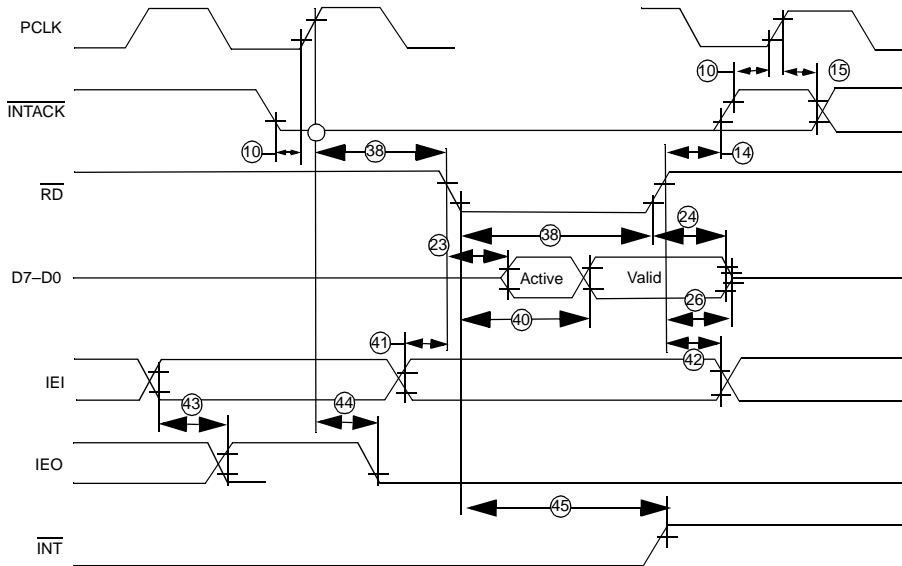 PCLK
10
15
INTACK
10
38
14
RD
23
38
24
D7–D0
Active
Valid
26
40
41
42
IEI
43
44
IEO
45
INT